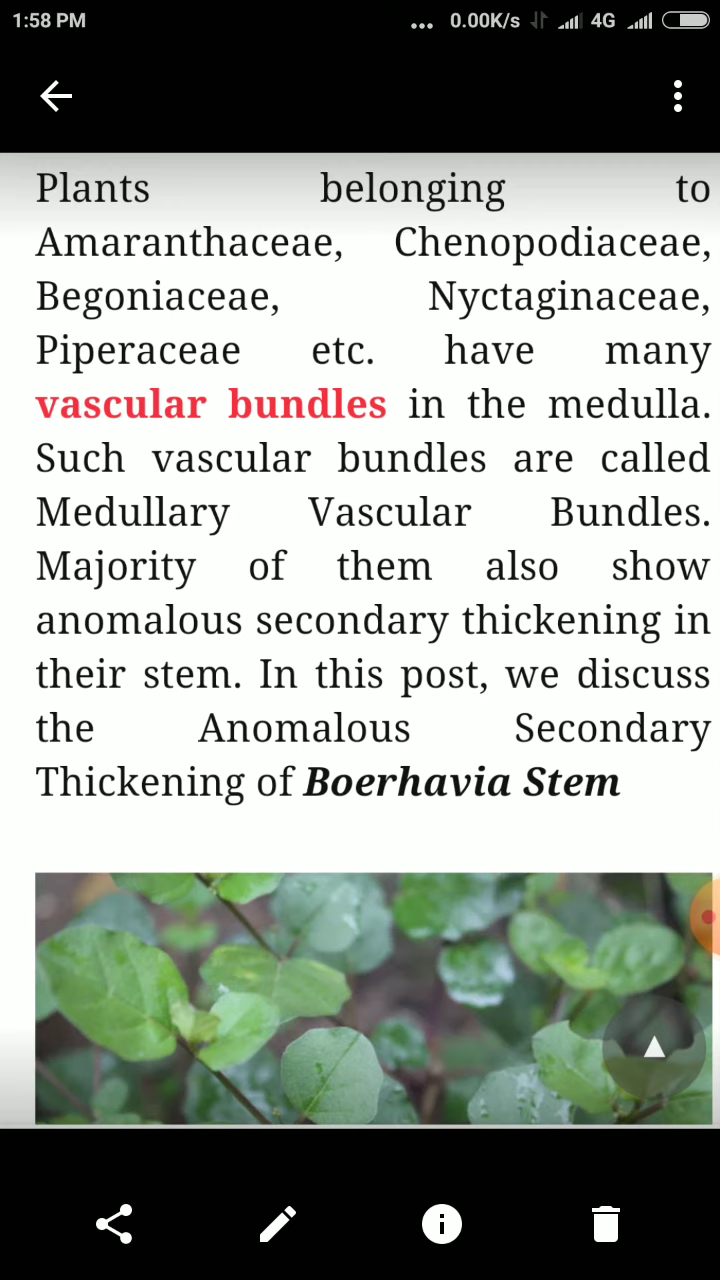 1:58 PM ... 0.00K/s 4G
Plants belonging to
Amaranthaceae, Chenopodiaceae,
Begoniaceae, Nyctaginaceae,
Piperaceae etc. have many
vascular bundles in the medulla.
Such vascular bundles are called
Medullary Vascular Bundles.
Majority of them also show
anomalous secondary thickening in
their stem. In this post, we discuss
the Anomalous Secondary
Thickening of Boerhavia Stem